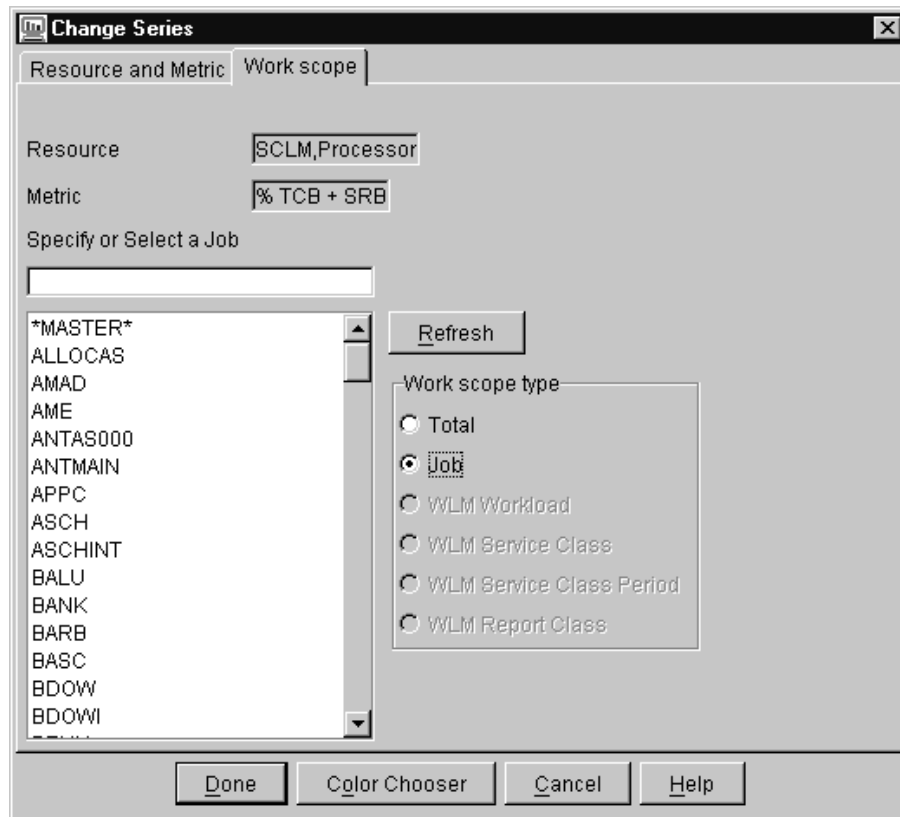 Change Series
Resource and Metric Work scope
Resource SCLM,Processor
Metric % TCB + SRB
Specify or Select a Job
*MASTER*
ALLOCAS
AMAD
AME
ANTAS000
ANTMAIN
APPC
ASCH
ASCHINT
BALU
BANK
BARB
BASC
BDOW
BDOWI
Refresh
Work scope type
Total
Job
WLM Workload
WLM Service Class
WLM Service Class Period
WLM Report Class
Done Color Chooser Cancel Help